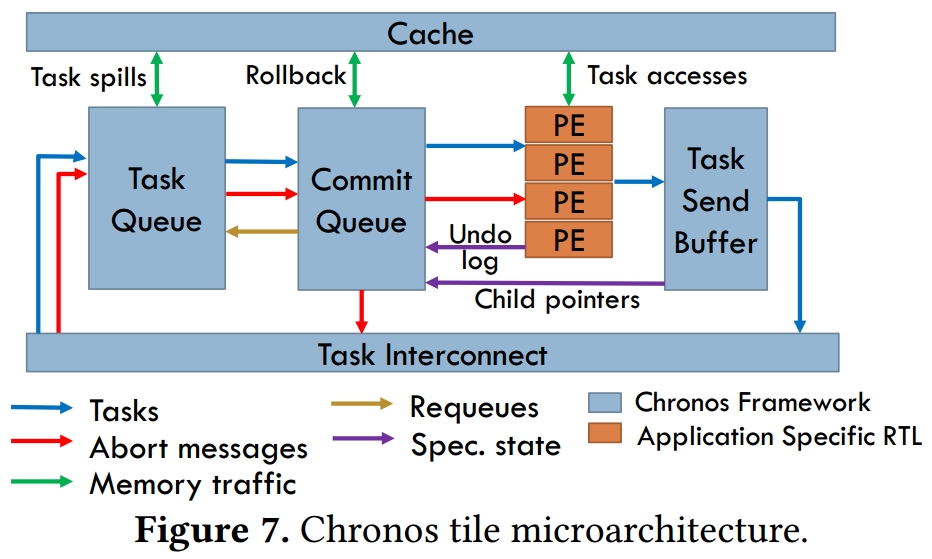 Cache
Task spills
Rollback
Task accesses
Task
Queue
Commit
Queue
PE
PE
PE
PE
Task
Send
Buffer
Undo
log
Child pointers
Task Interconnect
Tasks
Abort messages
Memory traffic
Requeues
Spec. state
Chronos Framework
Application Specific RTL
Figure 7. Chronos tile microarchitecture.